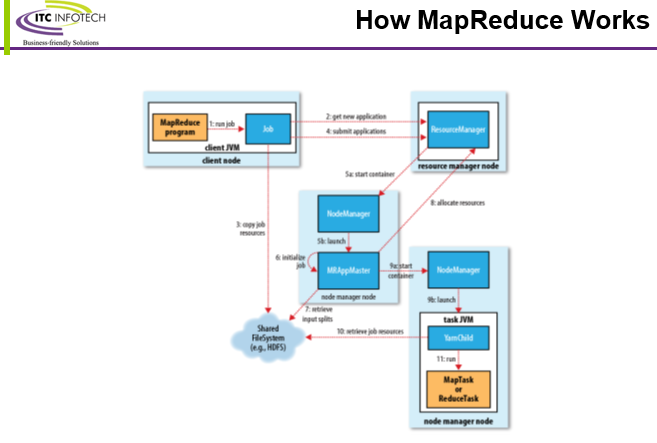 ITC INFOTECH
Business-friendly Solutions
How MapReduce Works
MapReduce
program
1: run job
Job
client JVM
client node
2: get new application
4: submit applications
ResourceManager
resource manager node
5a: start container
3: copy job
resources
8: allocate resources
NodeManager
5b: launch
6: initialize
job
MRAppMaster
node manager node
9a: start
container
NodeManager
9b: launch
7: retrieve
input splits
Shared
FileSystem
(e.g., HDFS)
10: retrieve job resources
task JVM
YarnChild
11: run
MapTask
or
ReduceTask
node manager node